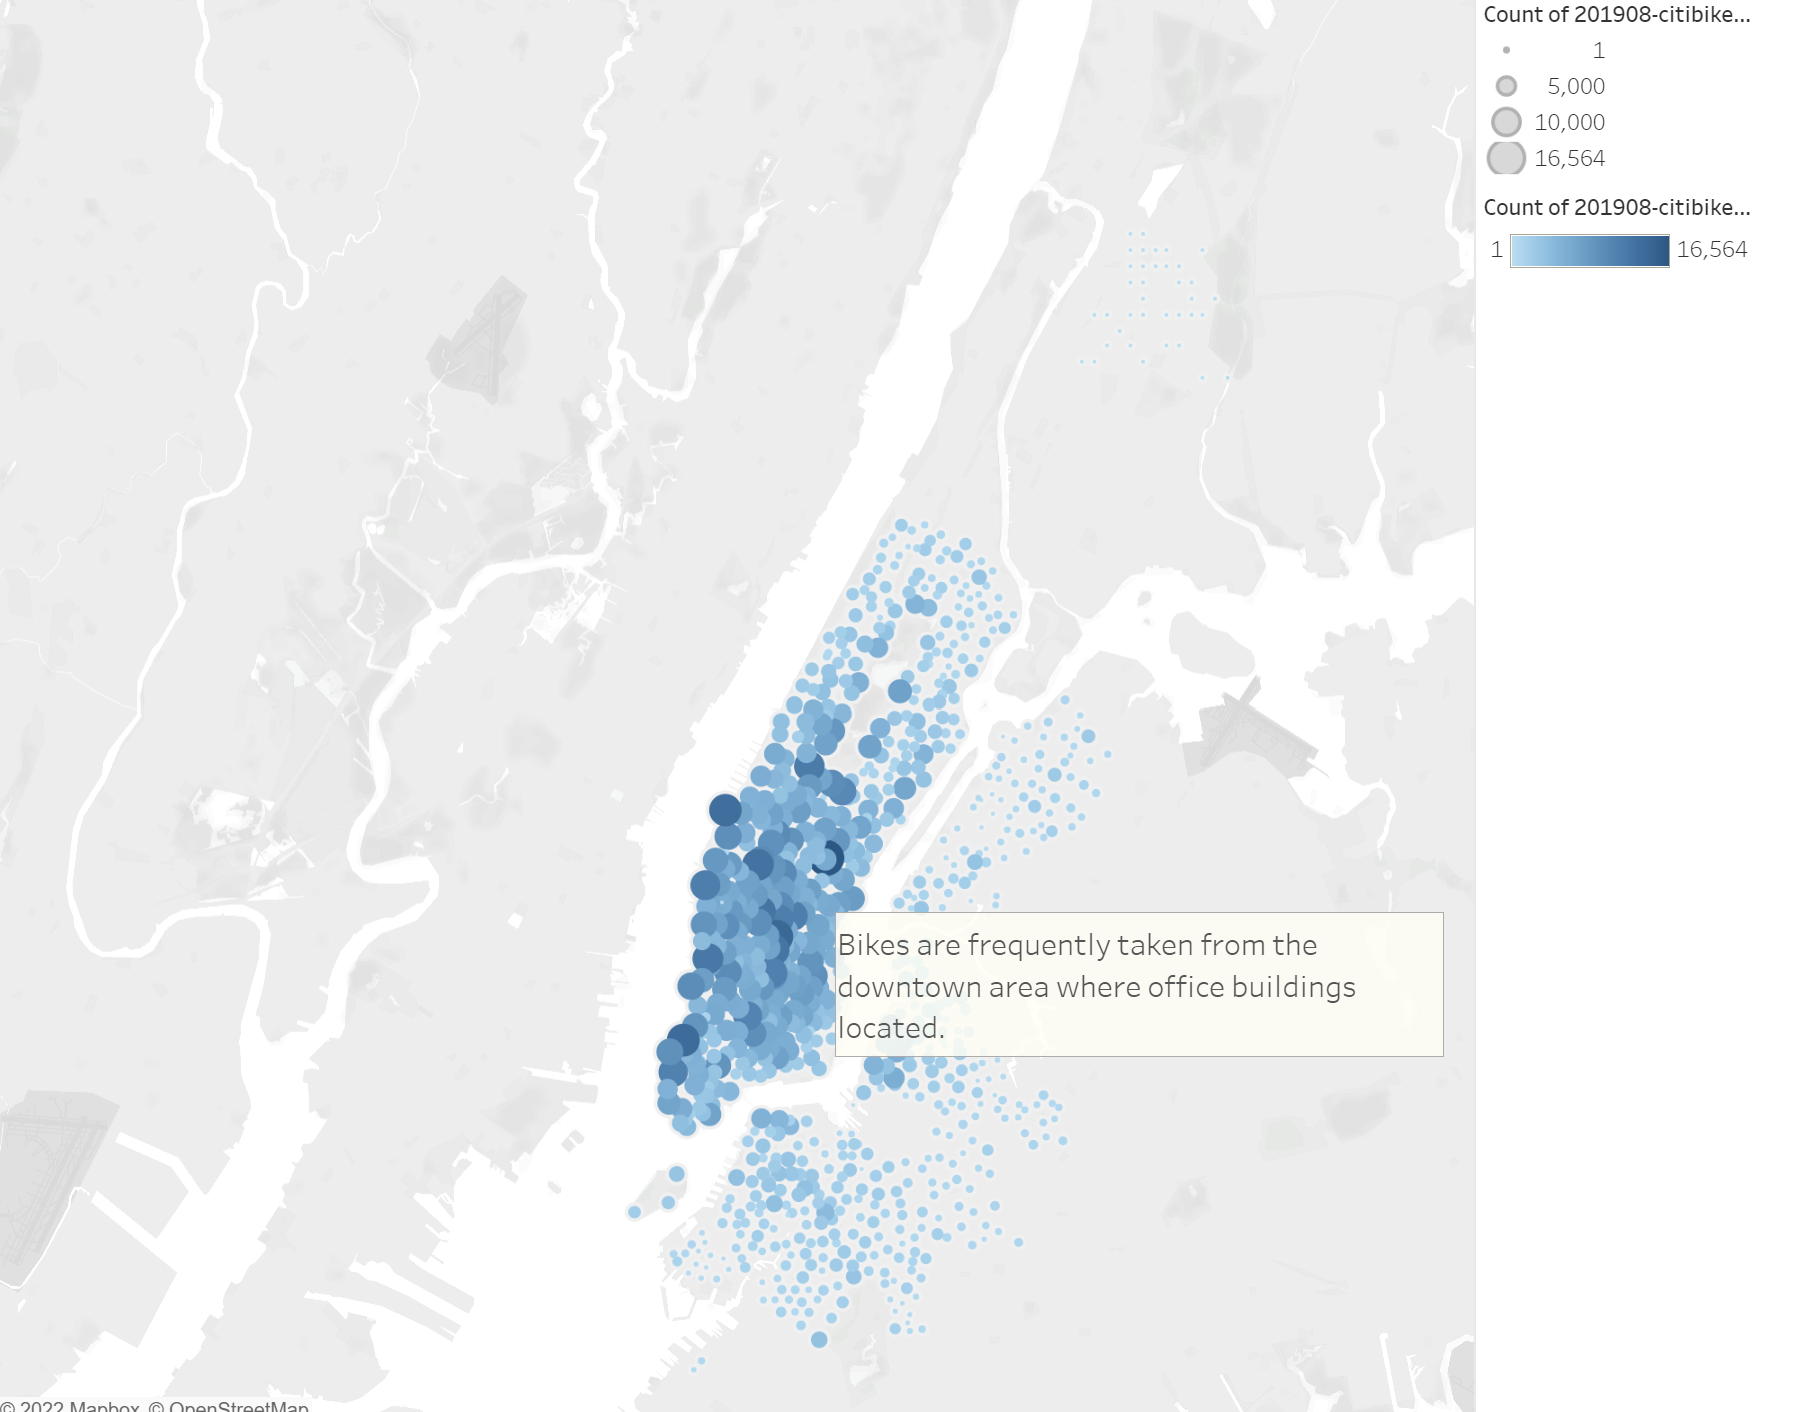 Count of 201908-citibike...
1
5,000
10,000
16,564
Count of 201908-citibike...
1 16,564
Bikes are frequently taken from the
downtown area where office buildings
located.
© 2022 Mapbox © OpenStreetMap